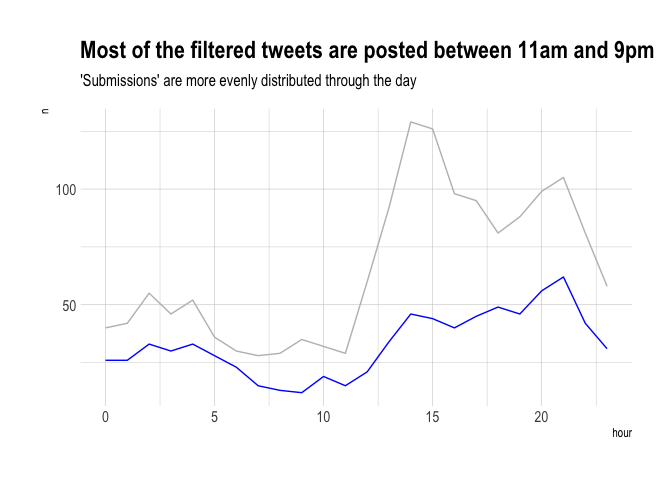 Most of the filtered tweets are posted between 11am and 9pm
'Submissions' are more evenly distributed through the day
n
100
50
0 5 10 15 20
hour